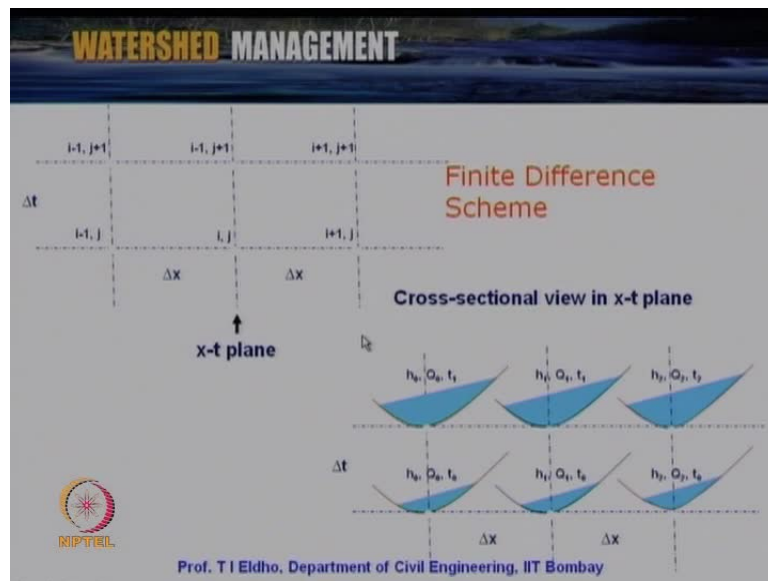 WATERSHED MANAGEMENT
i-1, j+1 i-1, j+1 i+1, j+1
Δt
i-1, j i, j i+1, j
Δx Δx
x-t plane
Finite Difference
Scheme
Cross-sectional view in x-t plane
h₀, Q₀, t₁ h₁, Q₁, t₁ h₂, Q₂, t₂
Δt
h₀, Q₀, t₀ h₁, Q₁, t₀ h₂, Q₂, t₀
Δx Δx
NPTEL
Prof. T I Eldho, Department of Civil Engineering, IIT Bombay